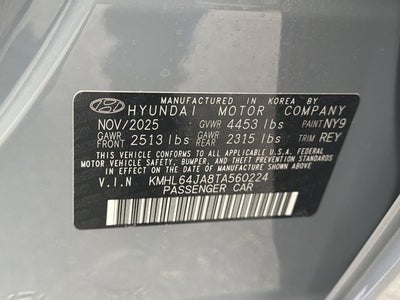 MANUFACTURED IN KOREA BY
HYUNDAI MOTOR COMPANY
NOV/2025 GVWR 4453 lbs PAINT NY9
GAWR FRONT 2513 lbs GAWR REAR 2315 lbs TRIM REY
THIS VEHICLE CONFORMS TO ALL APPLICABLE U.S.A. FEDERAL
MOTOR VEHICLE SAFETY, BUMPER, AND THEFT PREVENTION STANDARDS
IN EFFECT ON THE DATE OF MANUFACTURE SHOWN ABOVE.
V.I.N KMHL64JA8TA560224
PASSENGER CAR